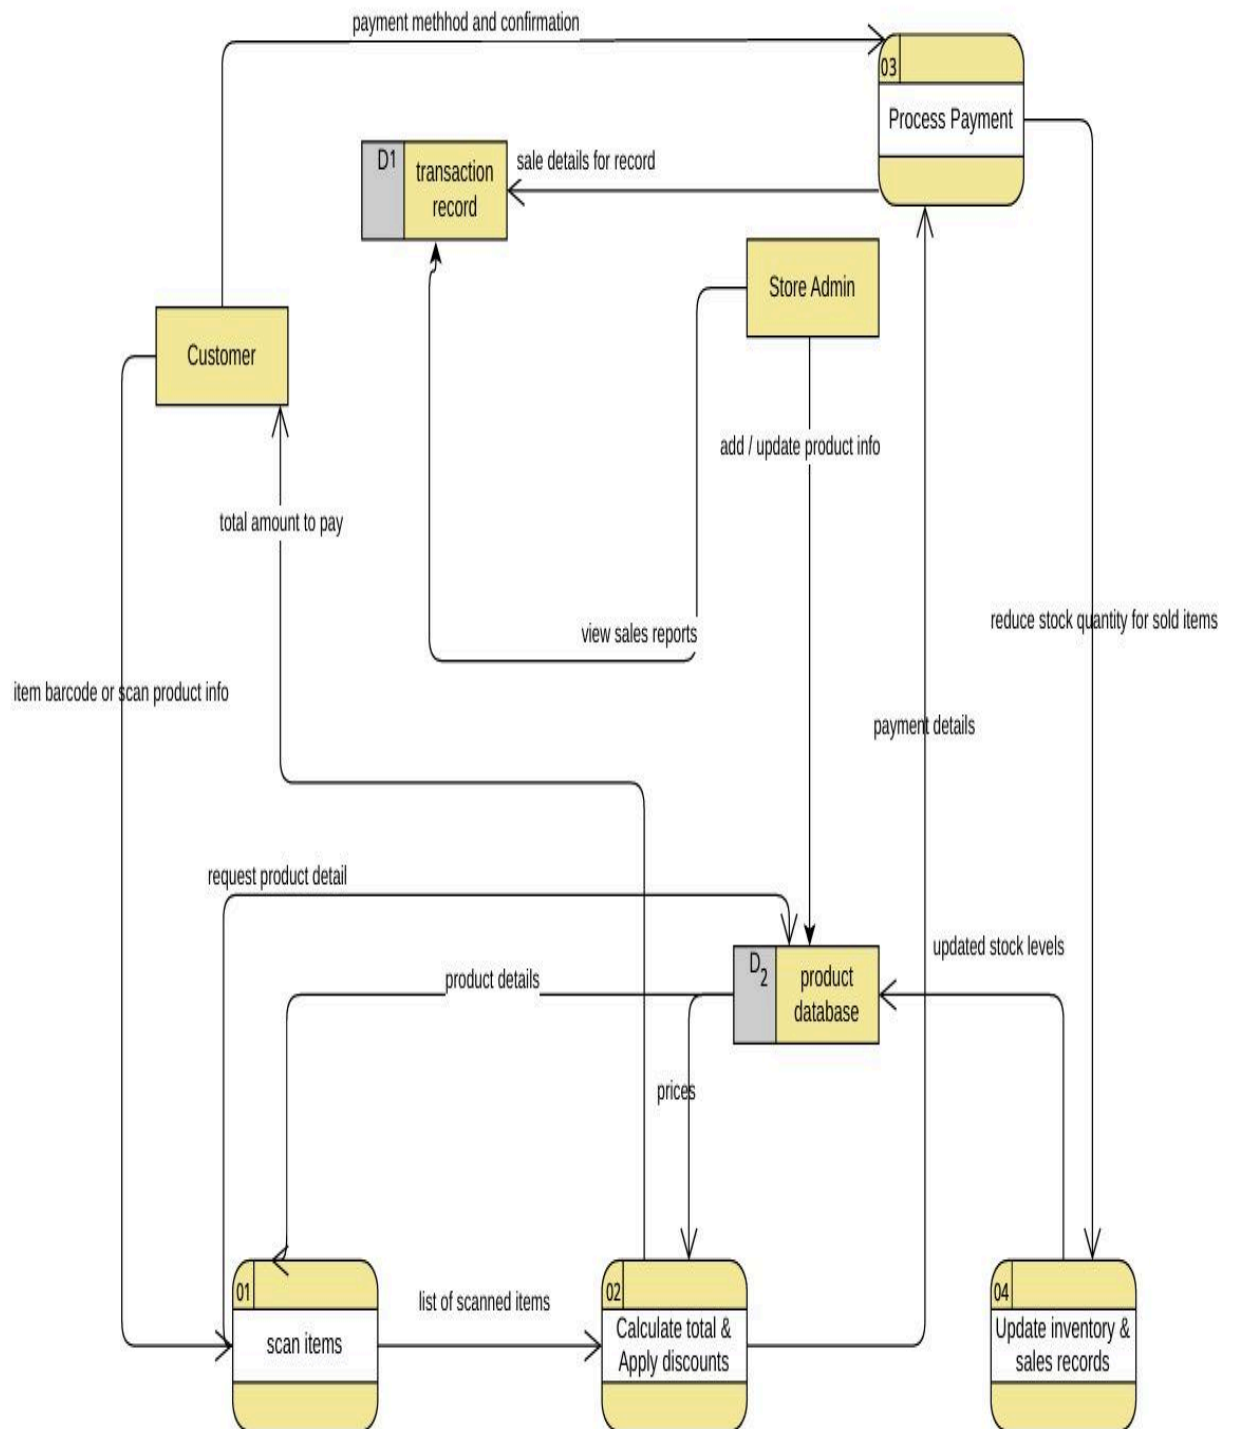 payment methhod and confirmation
03
Process Payment
D1
transaction
record
sale details for record
Store Admin
Customer
add / update product info
total amount to pay
reduce stock quantity for sold items
view sales reports
item barcode or scan product info
payment details
request product detail
updated stock levels
D2
product
database
product details
prices
01
scan items
list of scanned items
02
Calculate total &
Apply discounts
04
Update inventory &
sales records